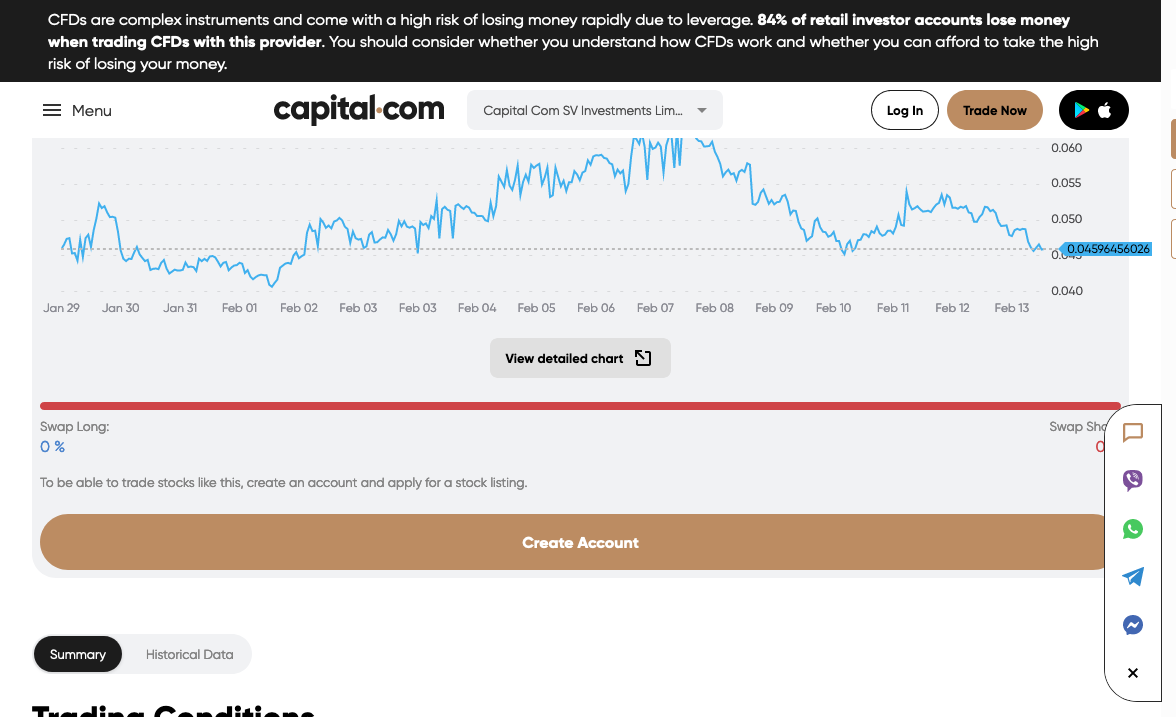 CFDs are complex instruments and come with a high risk of losing money rapidly due to leverage. 84% of retail investor accounts lose money
when trading CFDs with this provider. You should consider whether you understand how CFDs work and whether you can afford to take the high
risk of losing your money.
Menu
capital.com
Capital Com SV Investments Lim...
Log In
Trade Now
0.060
0.055
0.050
0.04596456026
0.045
0.040
Jan 29 Jan 30 Jan 31 Feb 01 Feb 02 Feb 03 Feb 03 Feb 04 Feb 05 Feb 06 Feb 07 Feb 08 Feb 09 Feb 10 Feb 11 Feb 12 Feb 13
View detailed chart
Swap Long:
Swap Sho
0 %
0
To be able to trade stocks like this, create an account and apply for a stock listing.
Create Account
Summary
Historical Data
Trading Conditions